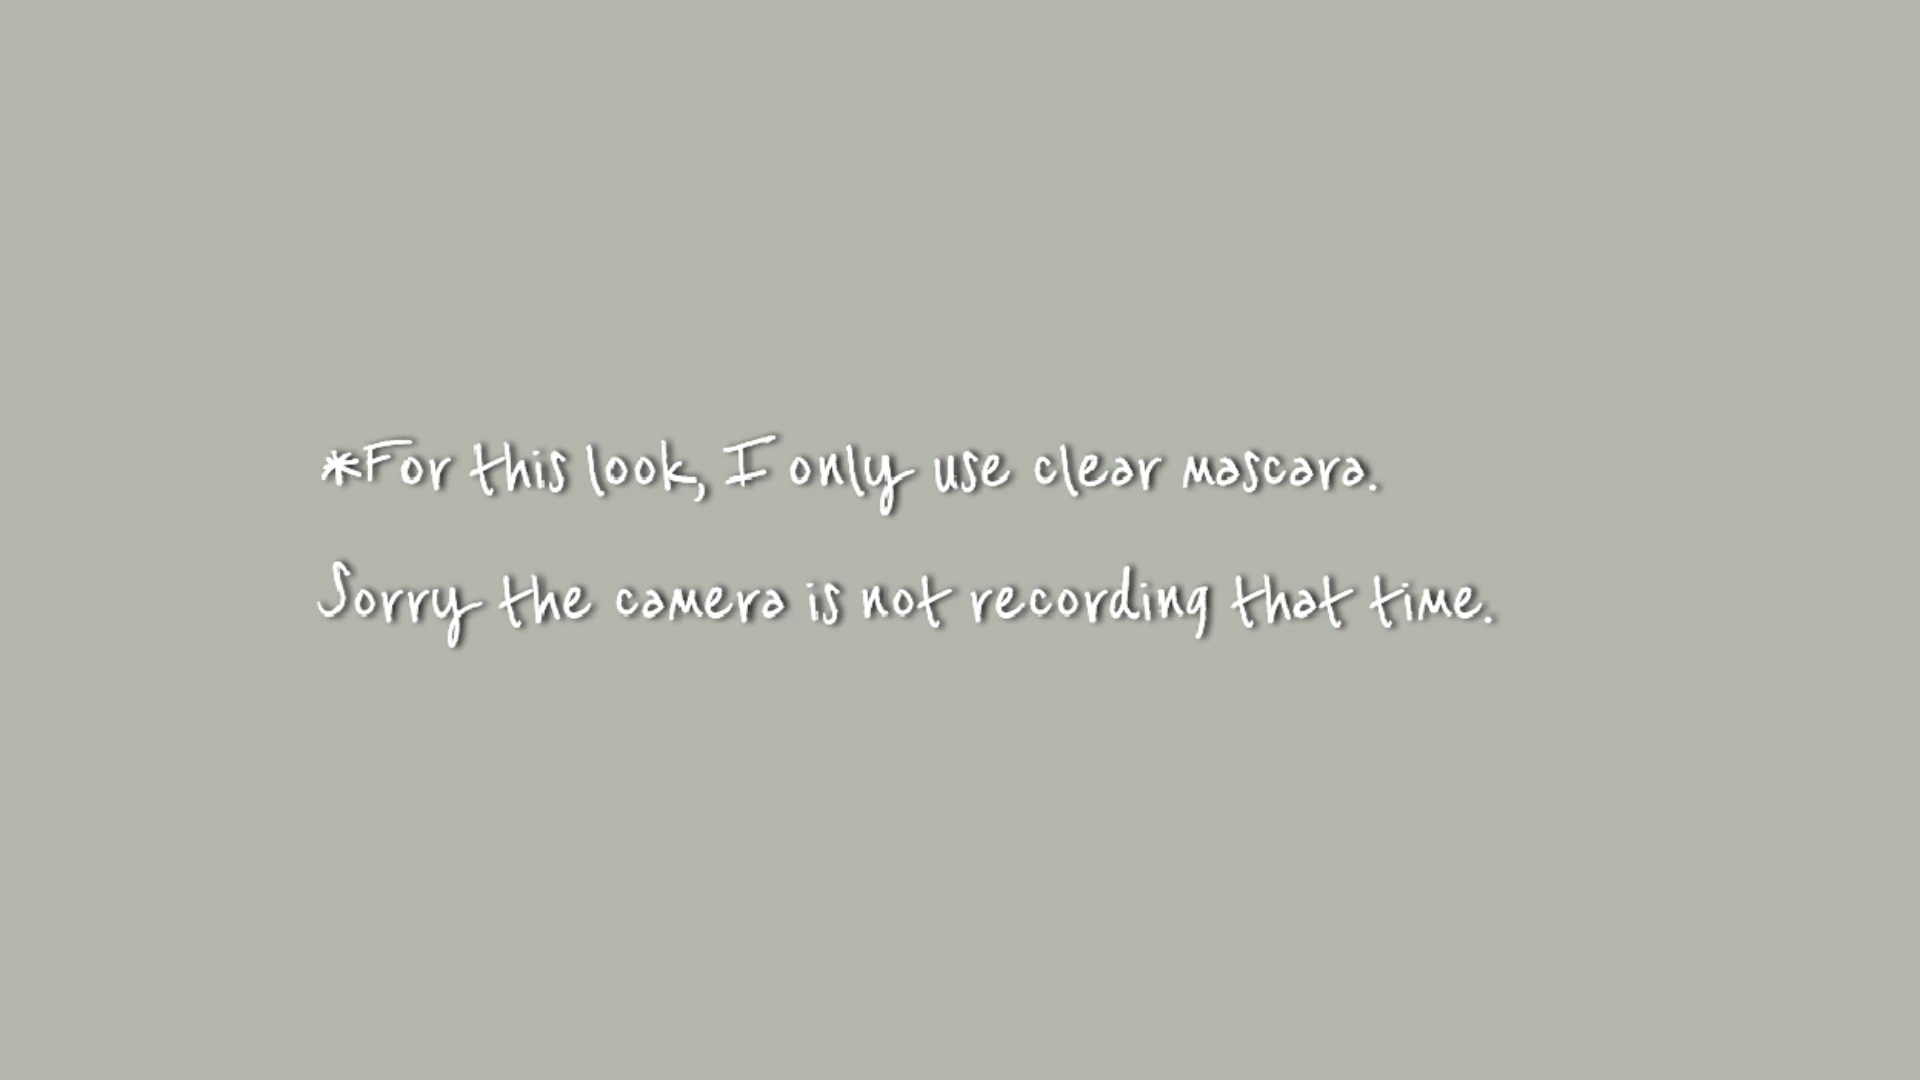 *For this look, I only use clear mascara.
Sorry the camera is not recording that time.